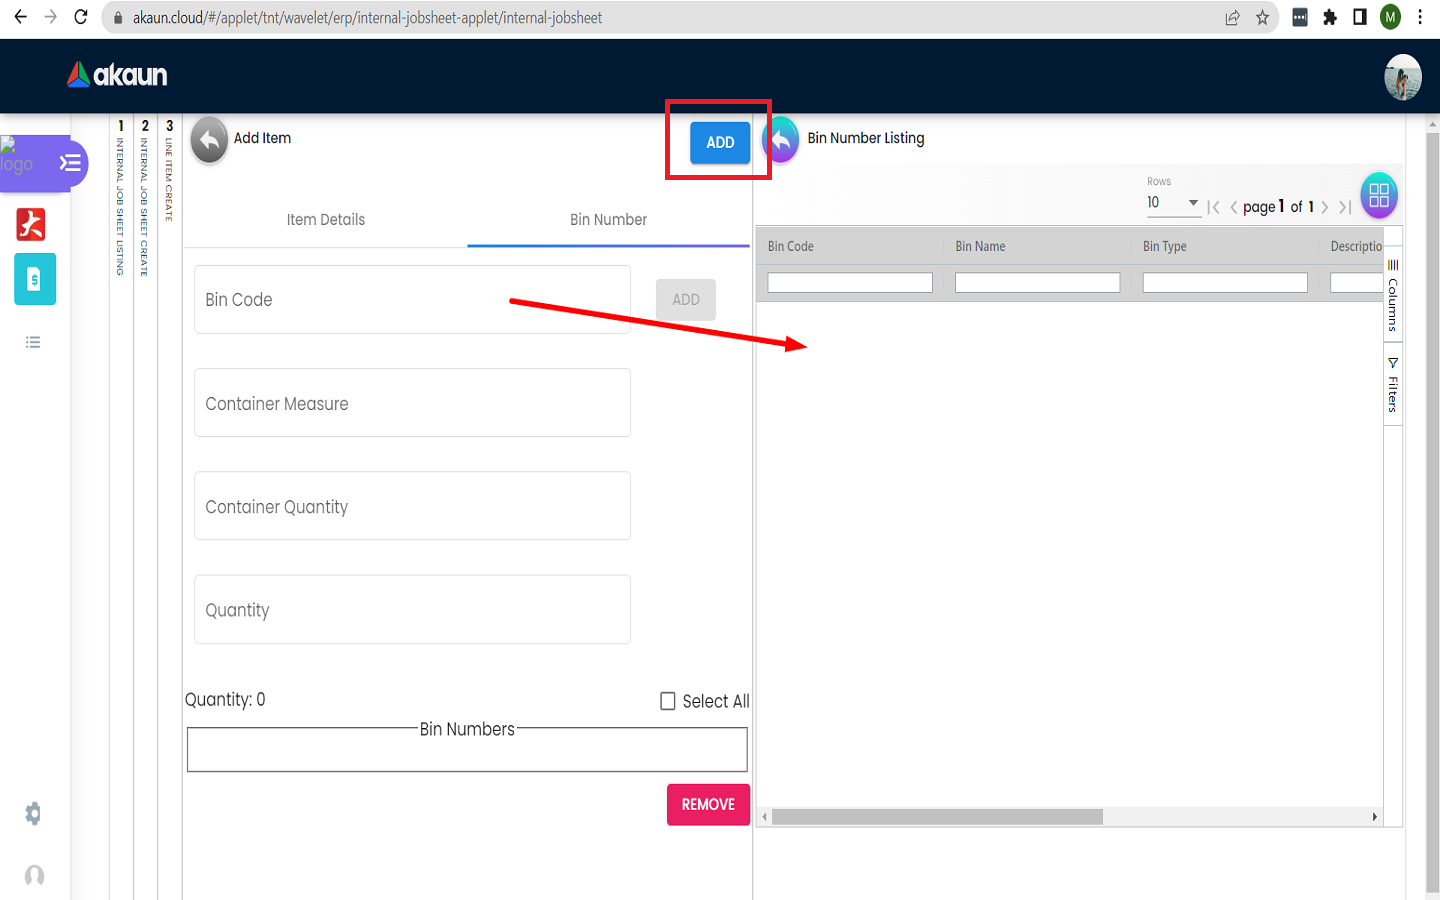 akaun.cloud/#/applet/tnt/wavelet/erp/internal-jobsheet-applet/internal-jobsheet
M
akaun
logo
1
INTERNAL JOB SHEET LISTING
2
INTERNAL JOB SHEET CREATE
3
LINE ITEM CREATE
Add Item
ADD
Item Details
Bin Number
Bin Code
ADD
Container Measure
Container Quantity
Quantity
Quantity: 0
Select All
Bin Numbers
REMOVE
Bin Number Listing
Rows
10
page 1 of 1
Bin Code
Bin Name
Bin Type
Descriptio
Columns
Filters